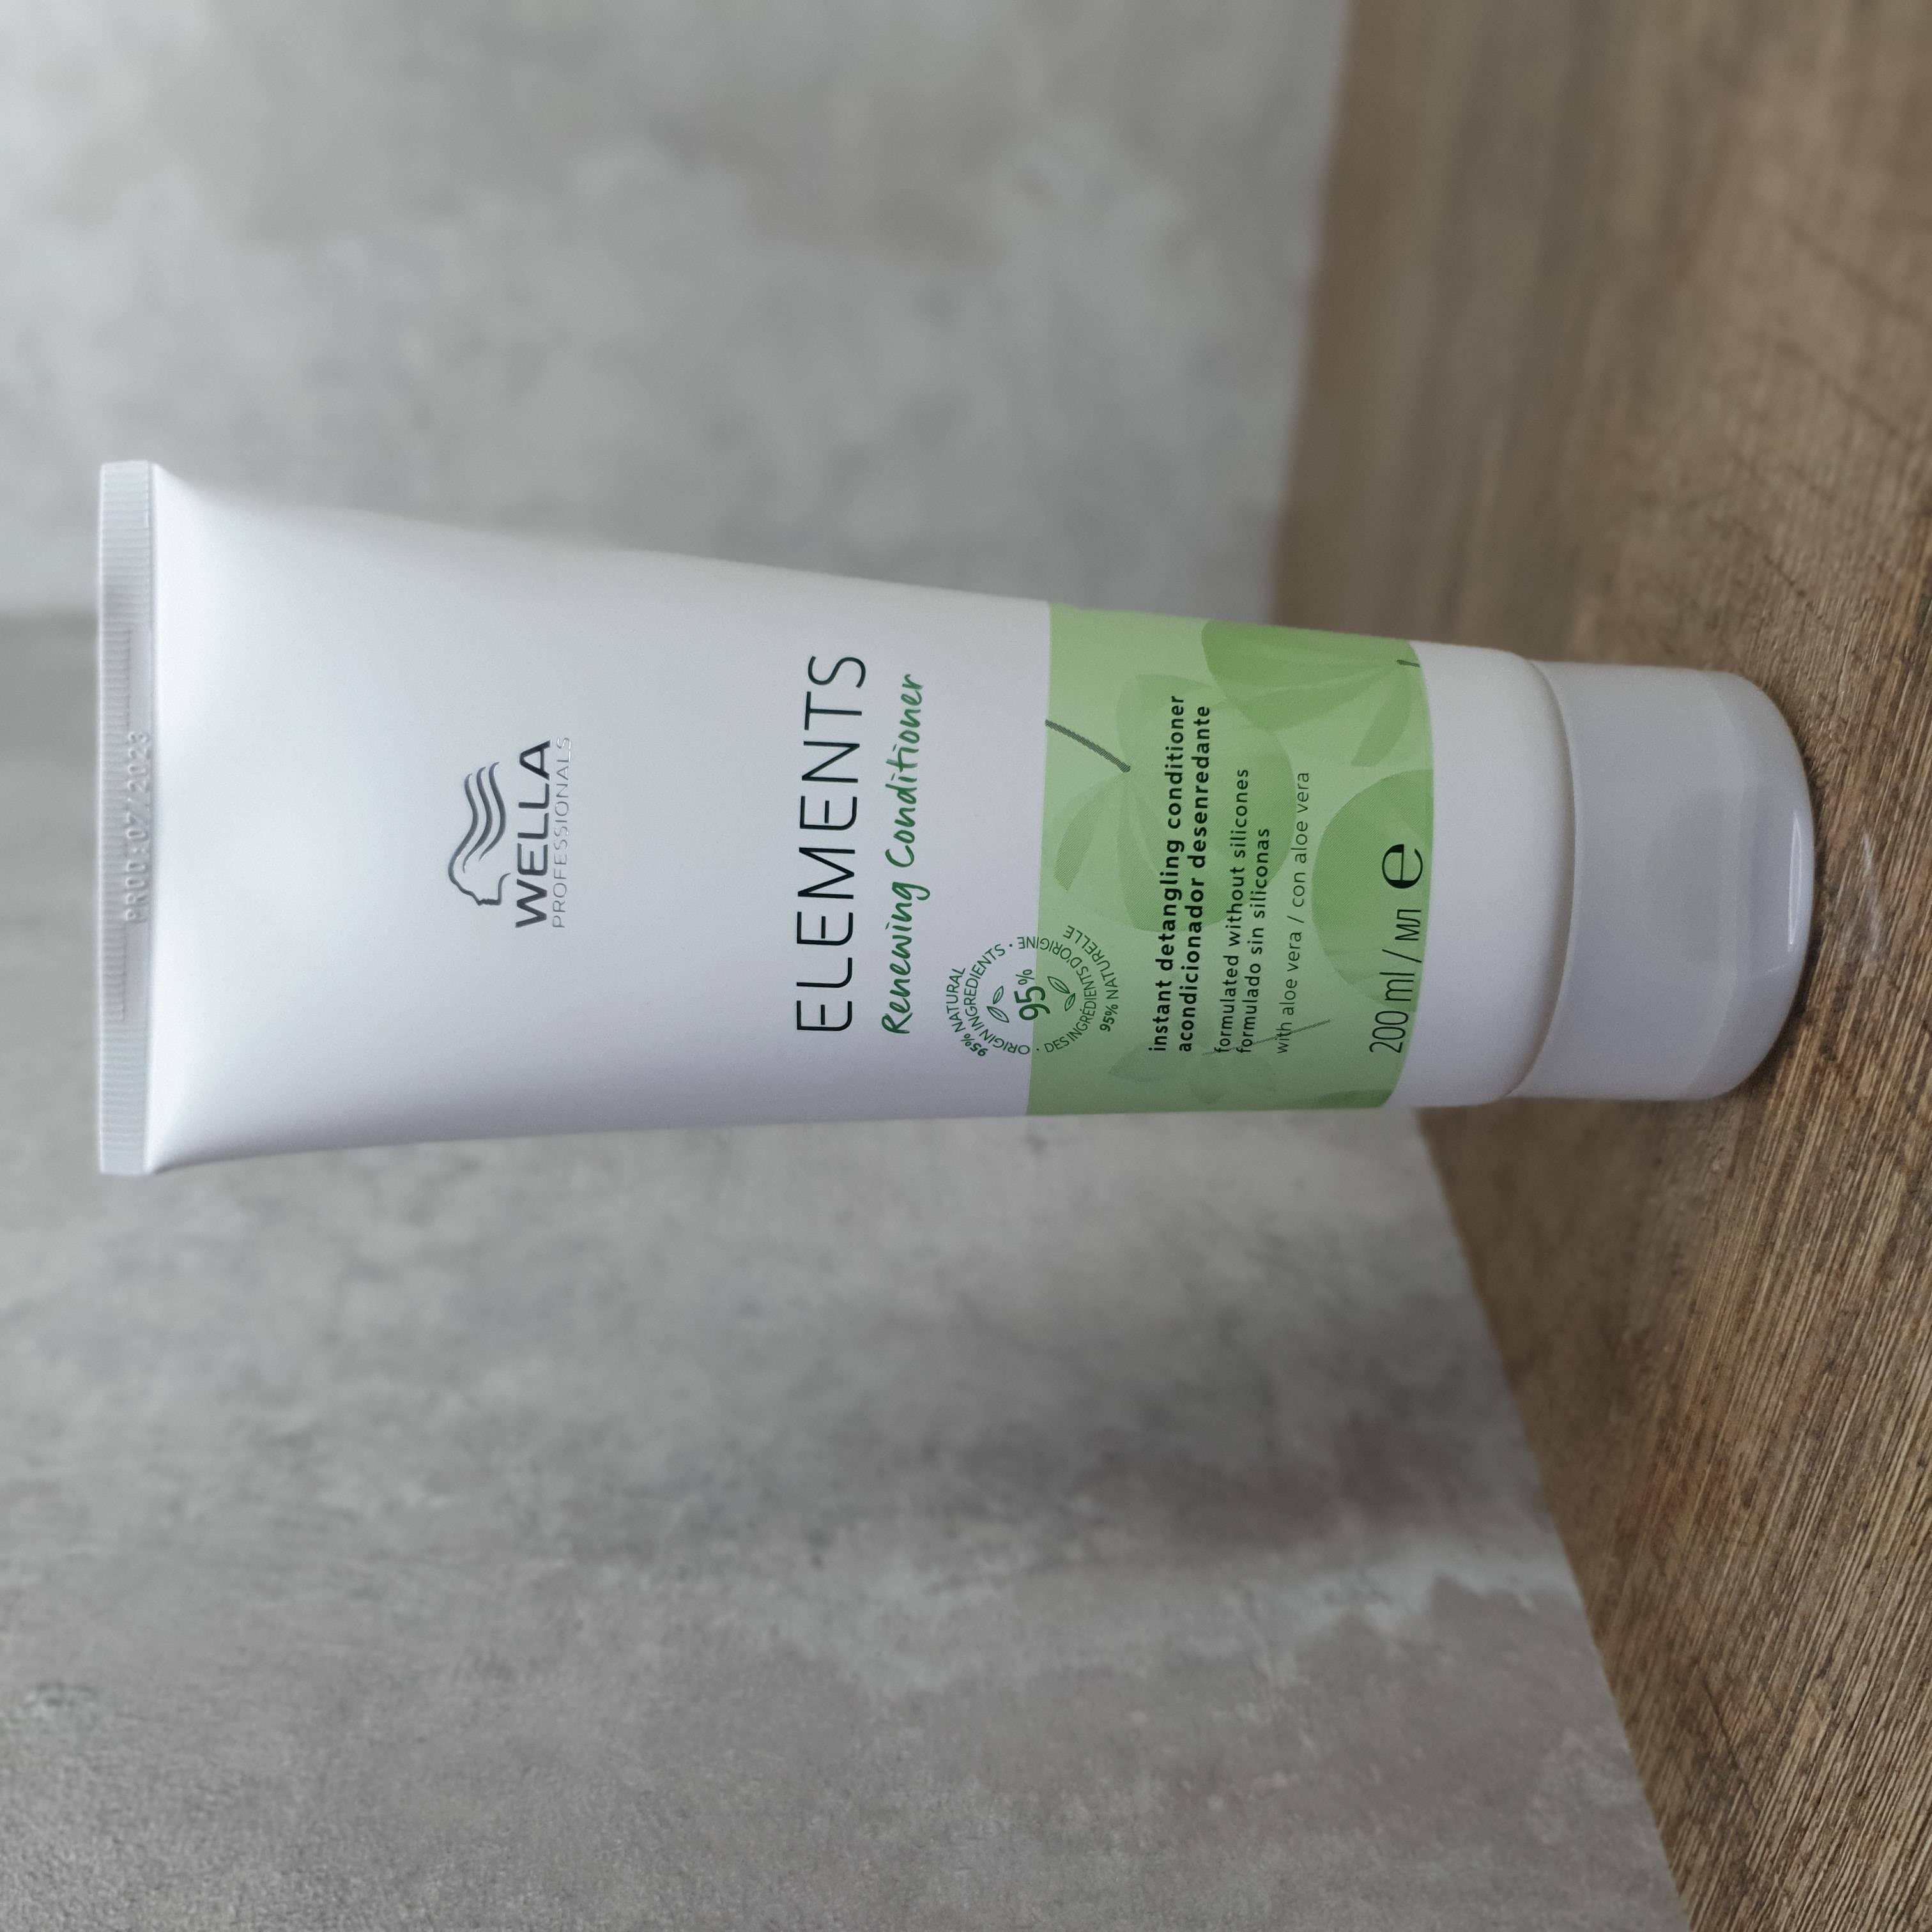 PROD:07/2023
WELLA
PROFESSIONALS
ELEMENTS
Renewing Conditioner
95% NATURAL
ORIGIN INGREDIENTS •
DES INGRÉDIENTS D'ORIGINE •
95% NATURELLE
95%
instant detangling conditioner
acondicionador desenredante
formulated without silicones
formulado sin siliconas
with aloe vera / con aloe vera
200 ml / мл e